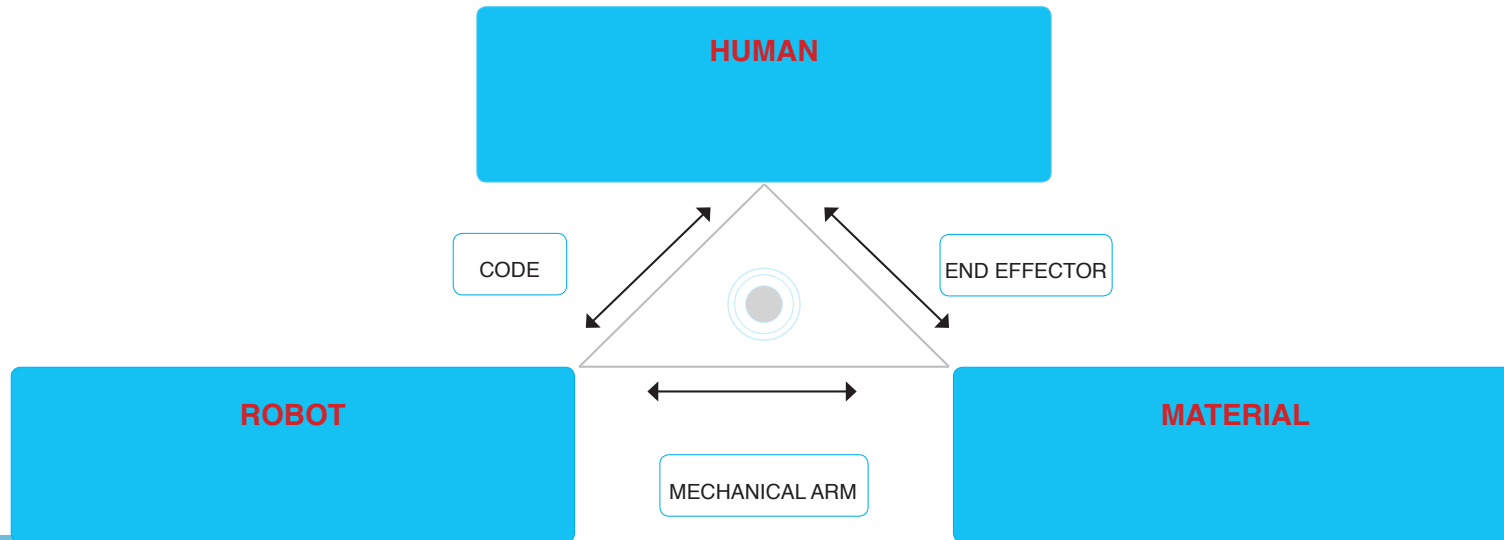 HUMAN
CODE
END EFFECTOR
ROBOT
MATERIAL
MECHANICAL ARM